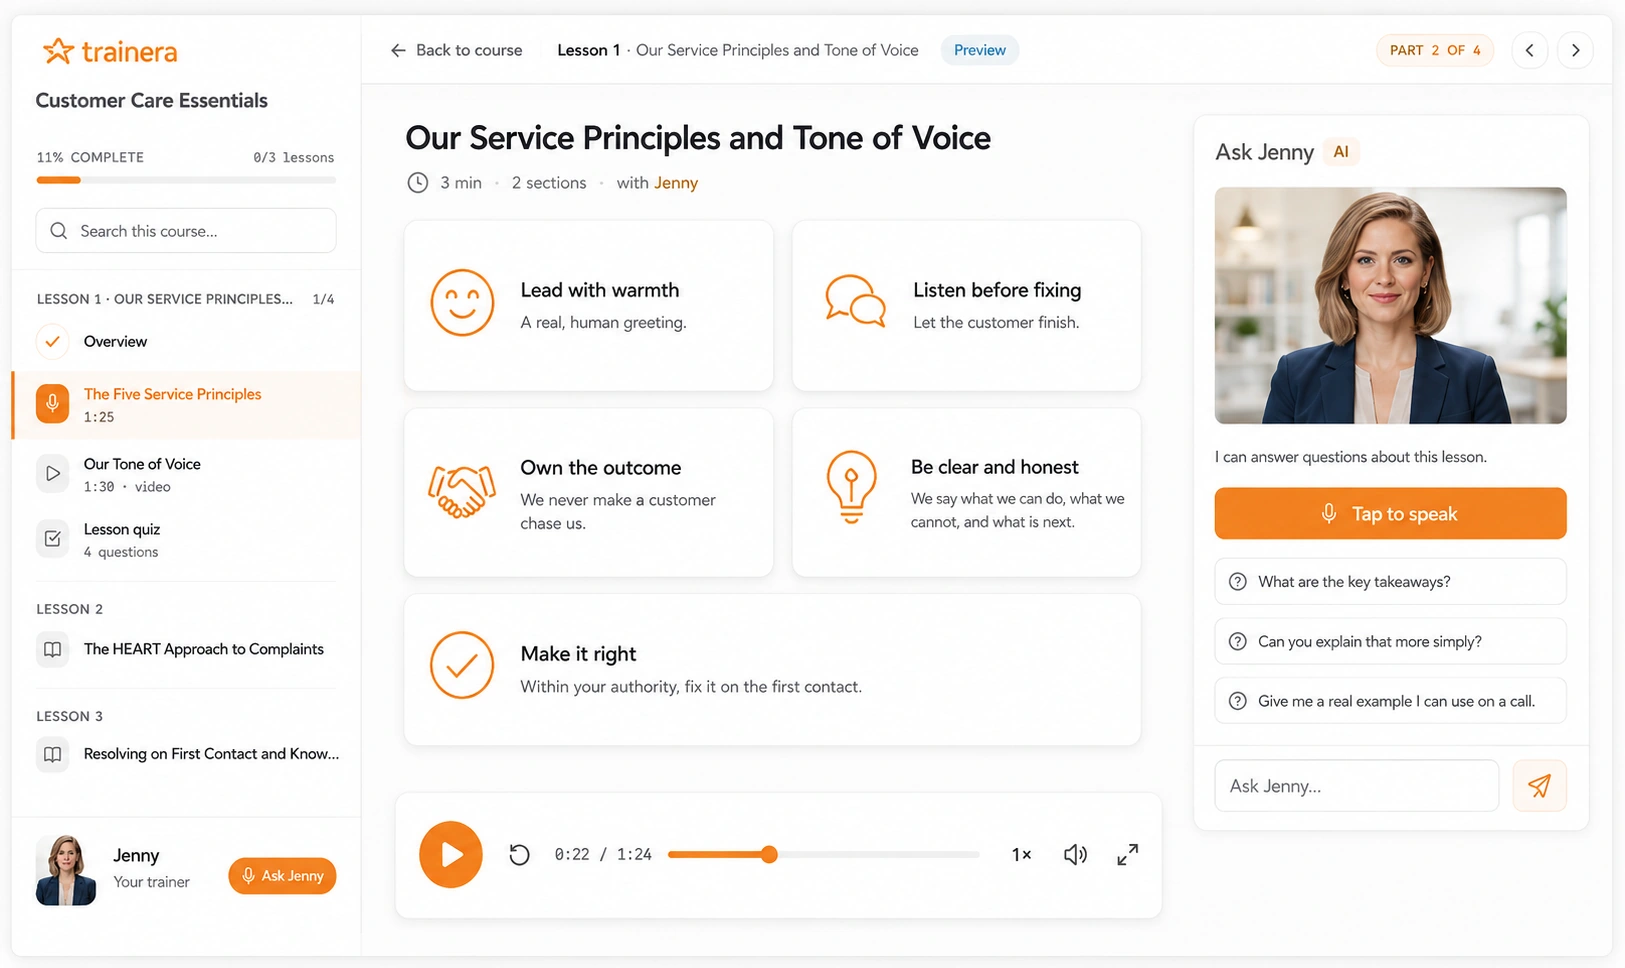 trainera
Customer Care Essentials
11% COMPLETE
0/3 lessons
Search this course...
LESSON 1 · OUR SERVICE PRINCIPLES...
1/4
Overview
The Five Service Principles
1:25
Our Tone of Voice
1:30 · video
Lesson quiz
4 questions
LESSON 2
The HEART Approach to Complaints
LESSON 3
Resolving on First Contact and Know...
Jenny
Your trainer
Ask Jenny
Back to course
Lesson 1 · Our Service Principles and Tone of Voice
Preview
PART 2 OF 4
Our Service Principles and Tone of Voice
3 min · 2 sections · with Jenny
Lead with warmth
A real, human greeting.
Listen before fixing
Let the customer finish.
Own the outcome
We never make a customer
chase us.
Be clear and honest
We say what we can do, what we
cannot, and what is next.
Make it right
Within your authority, fix it on the first contact.
0:22 / 1:24
1×
Ask Jenny
AI
I can answer questions about this lesson.
Tap to speak
What are the key takeaways?
Can you explain that more simply?
Give me a real example I can use on a call.
Ask Jenny...